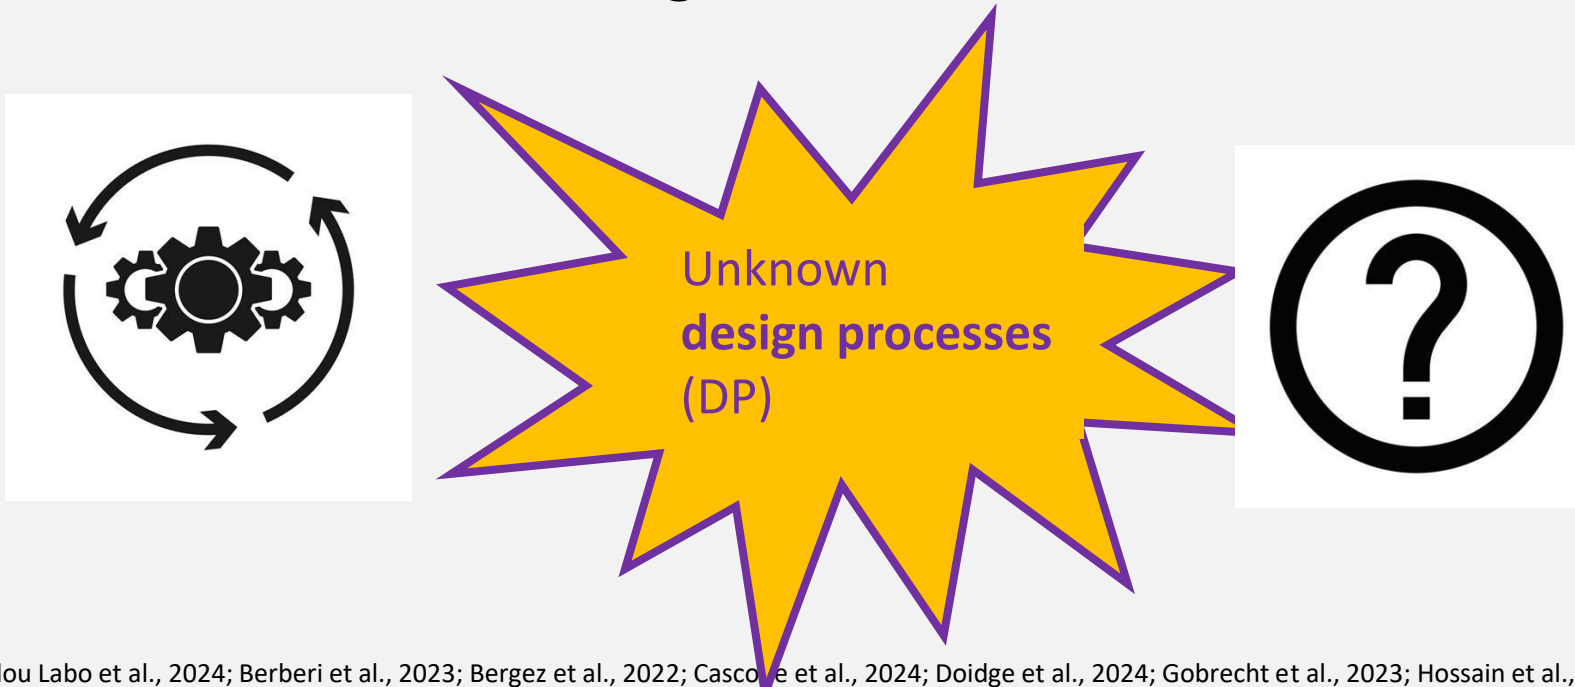 Unknown
design processes
(DP)
?
lou Labo et al., 2024; Berberi et al., 2023; Bergez et al., 2022; et al., 2024; Doidge et al., 2024; Gobrecht et al., 2023; Hossain et al.,